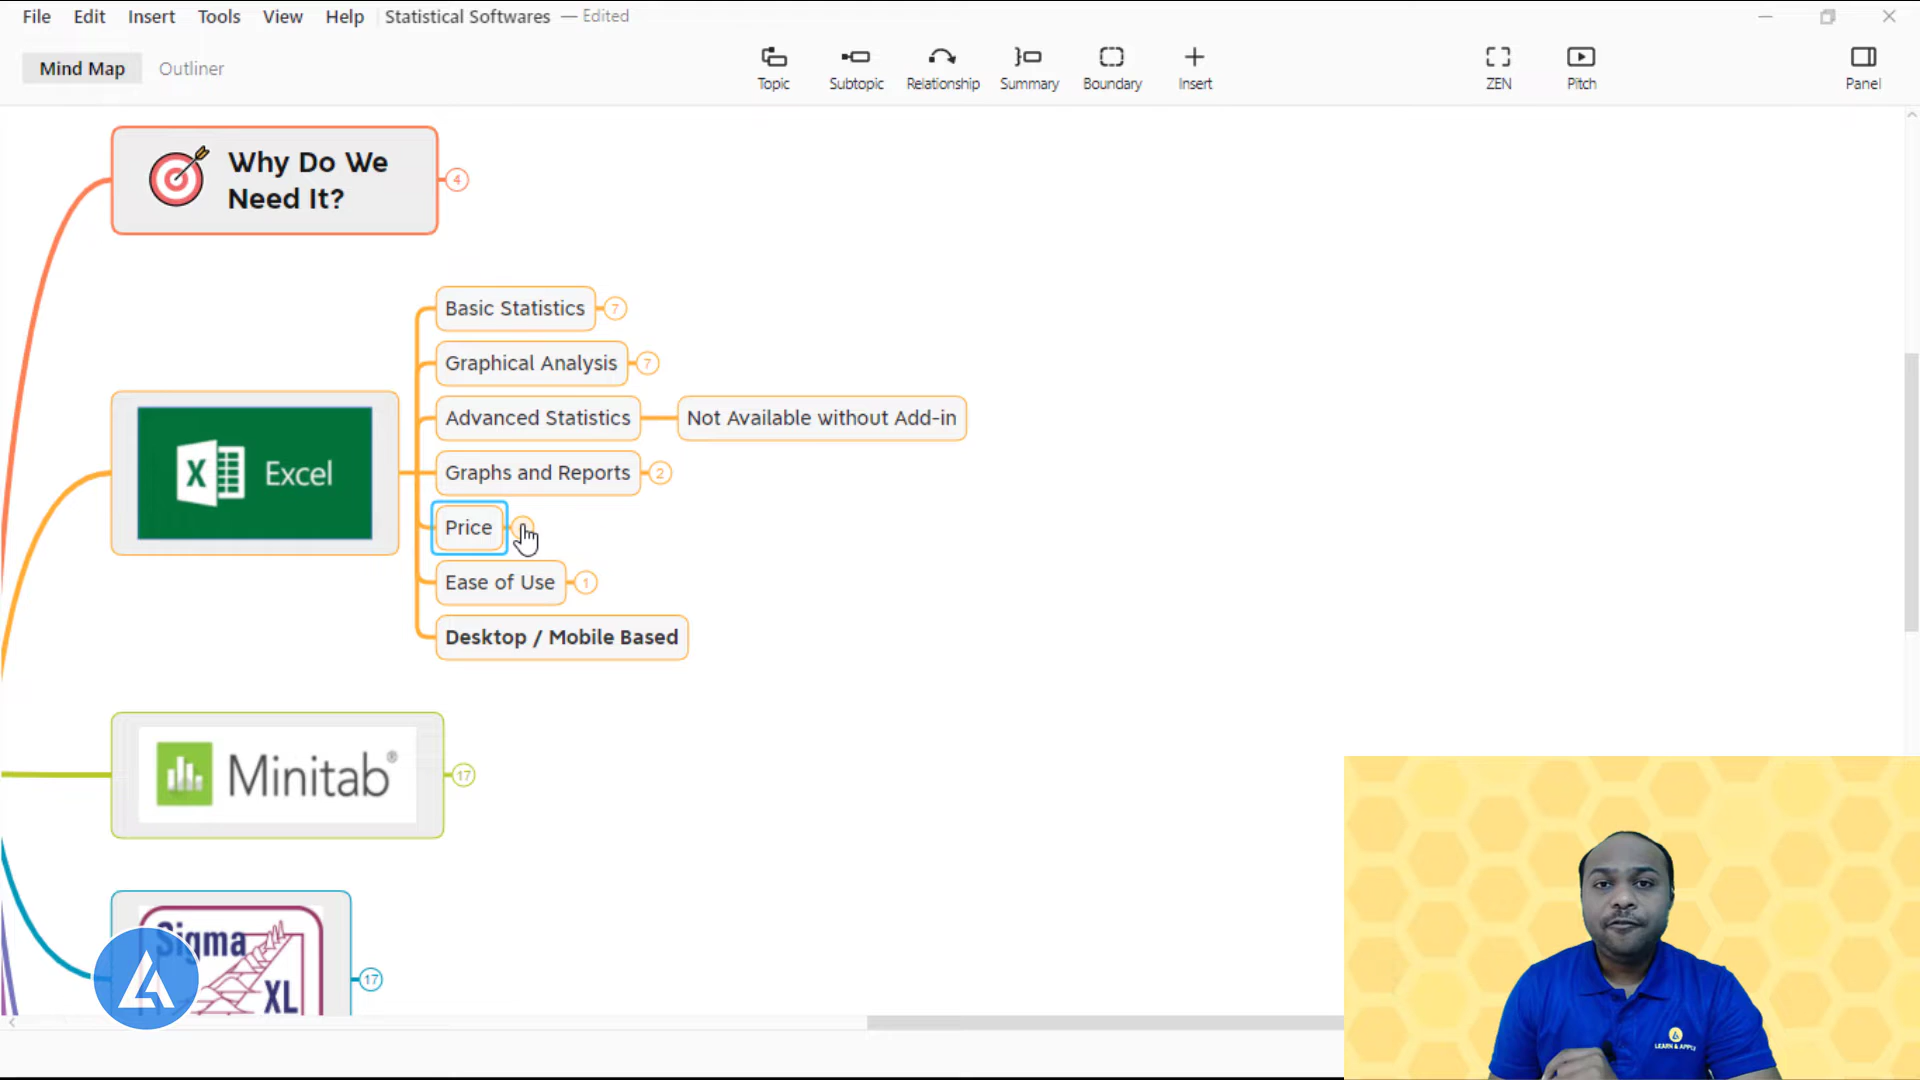 File Edit Insert Tools View Help Statistical Softwares — Edited
Mind Map Outliner
Topic Subtopic Relationship Summary Boundary Insert ZEN Pitch Panel
Why Do We
Need It?
4
Basic Statistics 7
Graphical Analysis 7
Advanced Statistics Not Available without Add-in
X Excel
Graphs and Reports 2
Price
Ease of Use 1
Desktop / Mobile Based
Minitab® 17
Sigma
XL
17
LEARN & APPLY